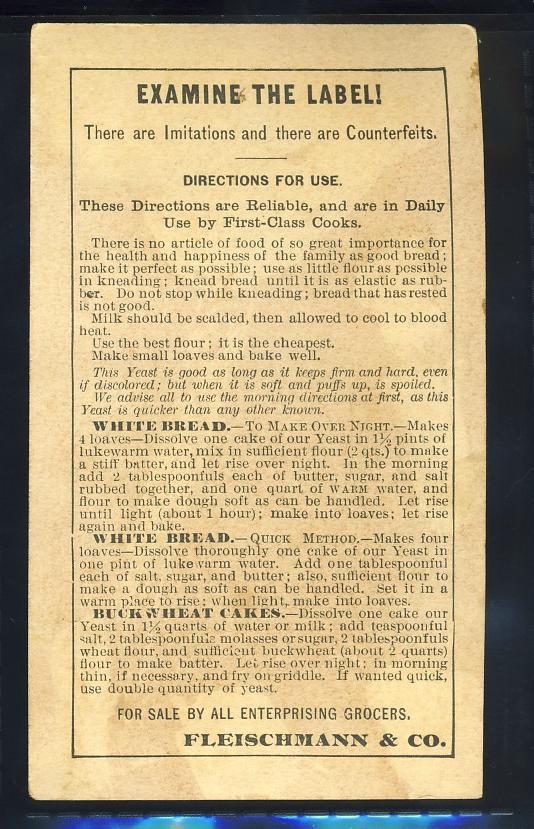 EXAMINE THE LABEL!
There are Imitations and there are Counterfeits.
DIRECTIONS FOR USE.
These Directions are Reliable, and are in Daily
Use by First-Class Cooks.
There is no article of food of so great importance for
the health and happiness of the family as good bread;
make it perfect as possible; use as little flour as possible
in kneading; knead bread until it is as elastic as rub-
ber. Do not stop while kneading; bread that has rested
is not good.
Milk should be scalded, then allowed to cool to blood
heat.
Use the best flour; it is the cheapest.
Make small loaves and bake well.
This Yeast is good as long as it keeps firm and hard, even
if discolored; but when it is soft and puffs up, is spoiled.
We advise all to use the morning directions at first, as this
Yeast is quicker than any other known.
WHITE BREAD.—TO MAKE OVER NIGHT.—Makes
4 loaves—Dissolve one cake of our Yeast in 1½ pints of
lukewarm water, mix in sufficient flour (2 qts.) to make
a stiff batter, and let rise over night. In the morning
add 2 tablespoonfuls each of butter, sugar, and salt
rubbed together, and one quart of WARM water, and
flour to make dough soft as can be handled. Let rise
until light (about 1 hour); make into loaves; let rise
again and bake.
WHITE BREAD.—QUICK METHOD.—Makes four
loaves—Dissolve thoroughly one cake of our Yeast in
one pint of lukewarm water. Add one tablespoonful
each of salt, sugar, and butter; also, sufficient flour to
make a dough as soft as can be handled. Set it in a
warm place to rise; when light, make into loaves.
BUCKWHEAT CAKES.—Dissolve one cake our
Yeast in 1½ quarts of water or milk; add teaspoonful
salt, 2 tablespoonfuls molasses or sugar, 2 tablespoonfuls
wheat flour, and sufficient buckwheat (about 2 quarts)
flour to make batter. Let rise over night; in morning
thin, if necessary, and fry on griddle. If wanted quick,
use double quantity of yeast.
FOR SALE BY ALL ENTERPRISING GROCERS.
FLEISCHMANN & CO.